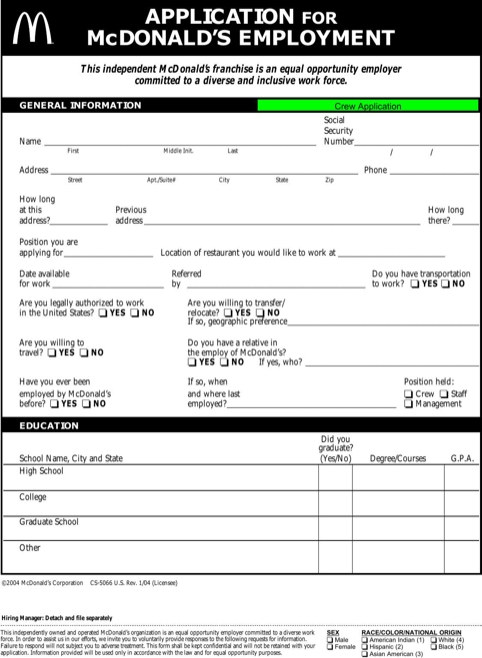 APPLICATION FOR
McDONALD'S EMPLOYMENT
This independent McDonald's franchise is an equal opportunity employer
committed to a diverse and inclusive work force.
GENERAL INFORMATION
Crew Application
Social
Security
Name Number
First Middle Init. Last / /
Address Phone
Street Apt./Suite# City State Zip
How long
at this Previous How long
address? address there?
Position you are
applying for Location of restaurant you would like to work at
Date available Referred Do you have transportation
for work by to work? ❑ YES ❑ NO
Are you legally authorized to work Are you willing to transfer/
in the United States? ❑ YES ❑ NO relocate? ❑ YES ❑ NO
If so, geographic preference
Are you willing to Do you have a relative in
travel? ❑ YES ❑ NO the employ of McDonald's?
❑ YES ❑ NO If yes, who?
Have you ever been If so, when Position held:
employed by McDonald's and where last ❑ Crew ❑ Staff
before? ❑ YES ❑ NO employed? ❑ Management
EDUCATION
Did you
graduate?
School Name, City and State (Yes/No) Degree/Courses G.P.A.
High School
College
Graduate School
Other
©2004 McDonald's Corporation CS-5066 U.S. Rev. 1/04 (Licensee)
Hiring Manager: Detach and file separately
This independently owned and operated McDonald's organization is an equal opportunity employer committed to a diverse work
force. In order to assist us in our efforts, we invite you to voluntarily provide responses to the following requests for information.
Failure to respond will not subject you to adverse treatment. This form shall be kept confidential and will not be retained with your
application. Information provided will be used only in accordance with the law and for equal opportunity purposes.
SEX RACE/COLOR/NATIONAL ORIGIN
❑ Male ❑ American Indian (1) ❑ White (4)
❑ Female ❑ Hispanic (2) ❑ Black (5)
❑ Asian American (3)